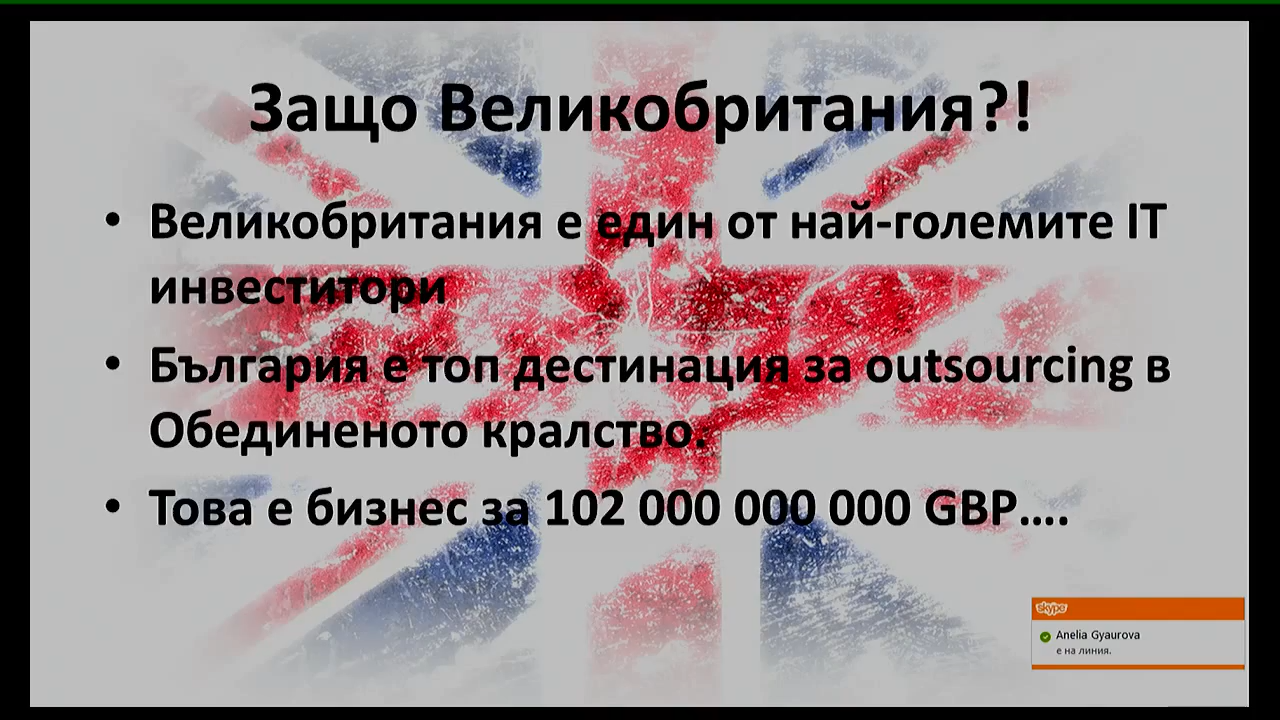 Защо Великобритания?!
• Великобритания е един от най-големите IT
инвеститори
• България е топ дестинация за outsourcing в
Обединеното кралство.
• Това е бизнес за 102 000 000 000 GBP….
skype
Anelia Gyaurova
е на линия.